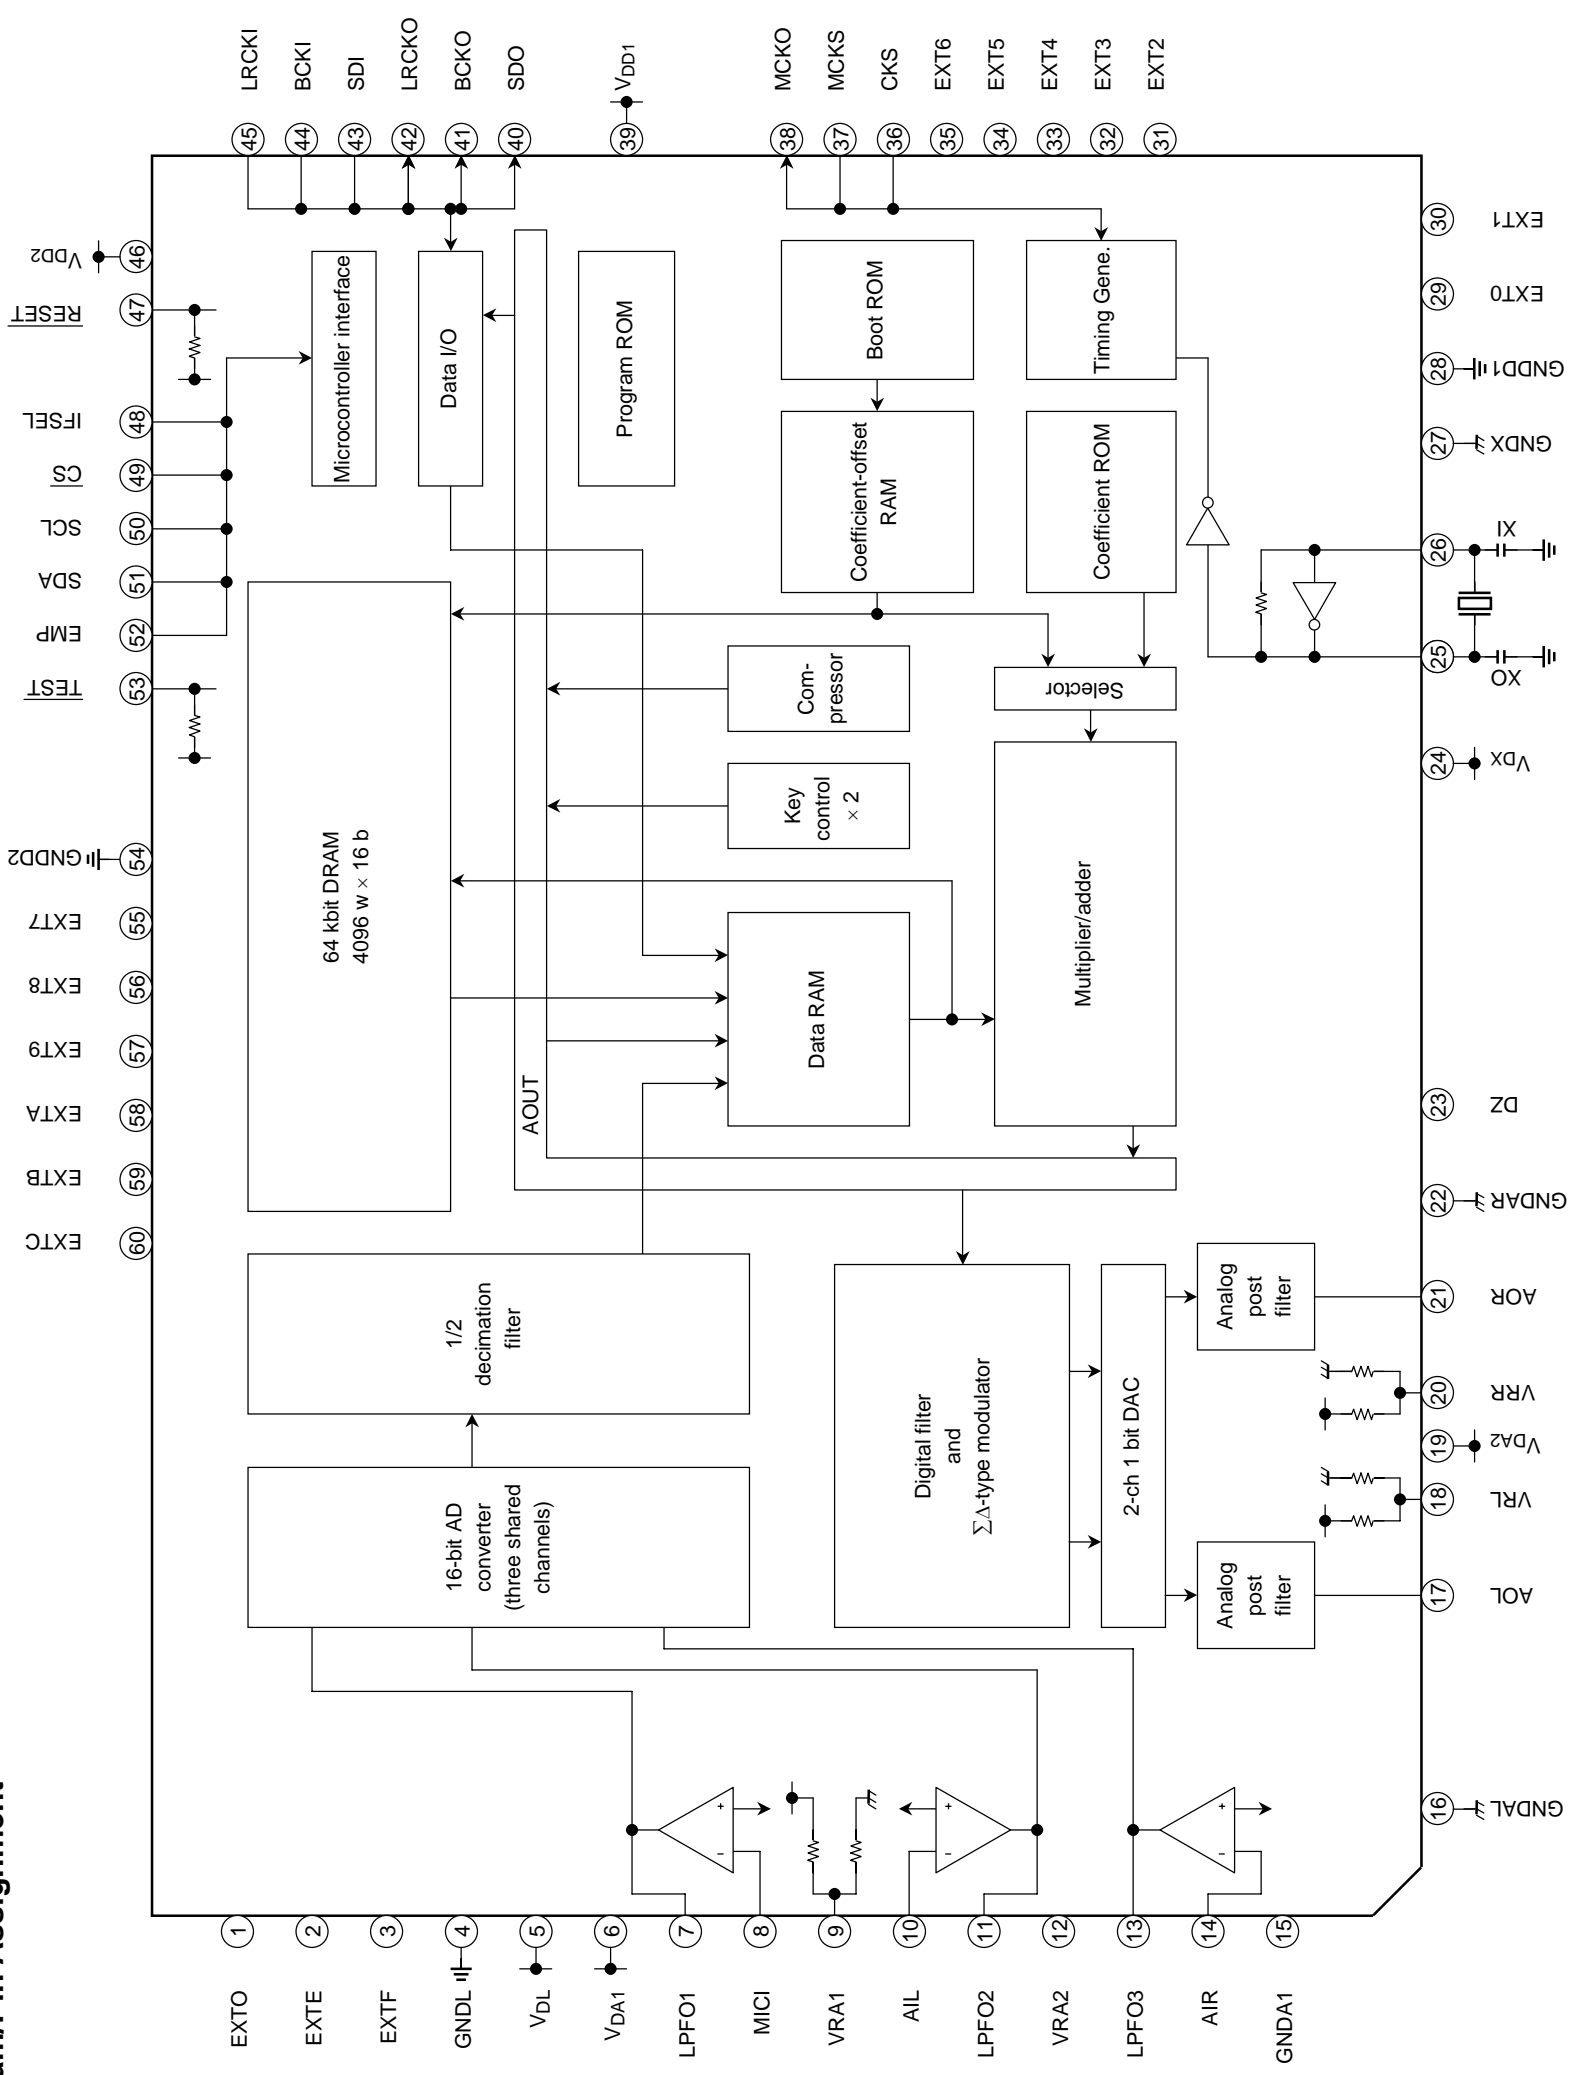 LRCKI
BCKI
SDI
LRCKO
BCKO
SDO
VDD1
MCKO
MCKS
CKS
EXT6
EXT5
EXT4
EXT3
EXT2
45
44
43
42
41
40
39
38
37
36
35
34
33
32
31
VDD2
46
RESET
47
IFSEL
48
CS
49
SCL
50
SDA
51
EMP
52
TEST
53
GNDD2
54
EXT7
55
EXT8
56
EXT9
57
EXTA
58
EXTB
59
EXTC
60
Microcontroller interface
Data I/O
Program ROM
Boot ROM
Timing Gene.
Coefficient-offset
RAM
Coefficient ROM
64 kbit DRAM
4096 w × 16 b
Com-
pressor
Selector
Key
control
× 2
AOUT
Data RAM
Multiplier/adder
1/2
decimation
filter
16-bit AD
converter
(three shared
channels)
Digital filter
and
ΣΔ-type modulator
2-ch 1 bit DAC
Analog
post
filter
Analog
post
filter
+
-
+
-
+
-
30
EXT1
29
EXT0
28
GNDD1
27
GNDX
26
XI
25
XO
24
VDX
23
DZ
22
GNDAR
21
AOR
20
VRR
19
VDA2
18
VRL
17
AOL
16
GNDAL
1
2
3
4
5
6
7
8
9
10
11
12
13
14
15
EXTO
EXTE
EXTF
GNDL
VDL
VDA1
LPFO1
MICI
VRA1
AIL
LPFO2
VRA2
LPFO3
AIR
GNDA1